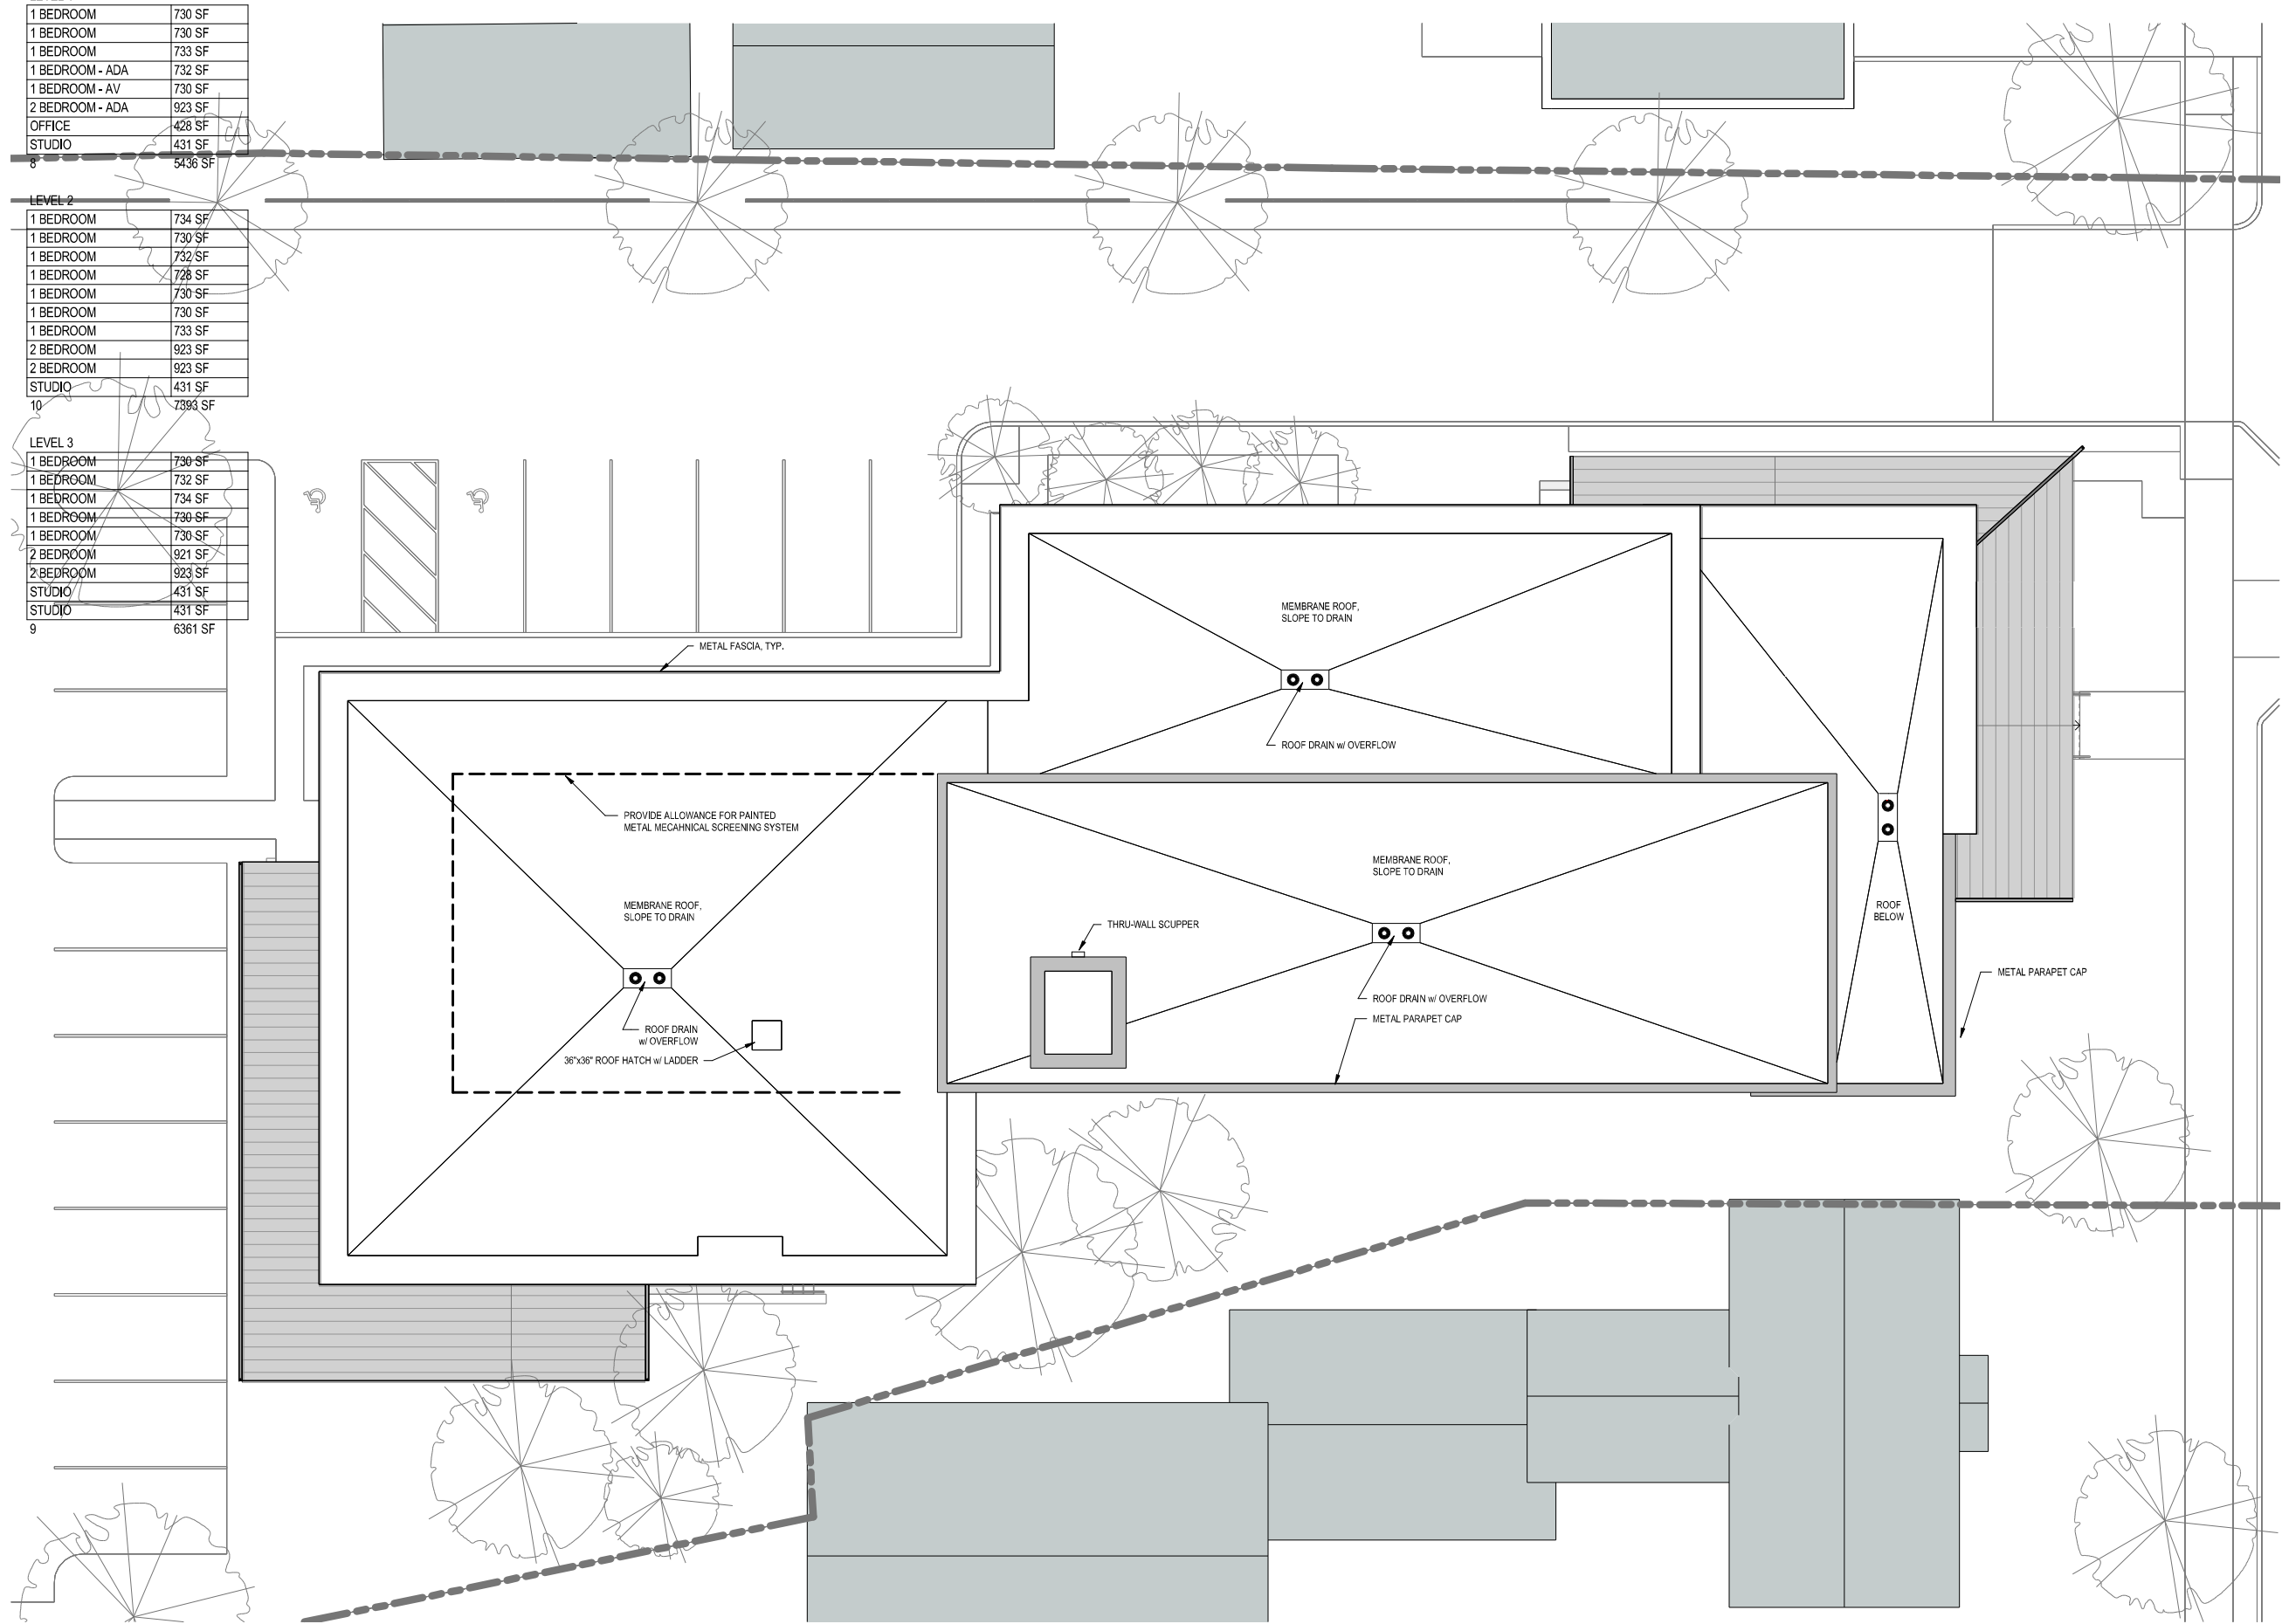 1 BEDROOM 730 SF
1 BEDROOM 730 SF
1 BEDROOM 733 SF
1 BEDROOM - ADA 732 SF
1 BEDROOM - AV 730 SF
2 BEDROOM - ADA 923 SF
OFFICE 428 SF
STUDIO 431 SF
8 5436 SF
LEVEL 2
1 BEDROOM 734 SF
1 BEDROOM 730 SF
1 BEDROOM 732 SF
1 BEDROOM 728 SF
1 BEDROOM 730 SF
1 BEDROOM 730 SF
1 BEDROOM 733 SF
2 BEDROOM 923 SF
2 BEDROOM 923 SF
STUDIO 431 SF
10 7393 SF
LEVEL 3
1 BEDROOM 730 SF
1 BEDROOM 732 SF
1 BEDROOM 734 SF
1 BEDROOM 730 SF
1 BEDROOM 730 SF
2 BEDROOM 921 SF
2 BEDROOM 923 SF
STUDIO 431 SF
STUDIO 431 SF
9 6361 SF
METAL FASCIA, TYP.
MEMBRANE ROOF,
SLOPE TO DRAIN
ROOF DRAIN w/ OVERFLOW
PROVIDE ALLOWANCE FOR PAINTED
METAL MECAHNICAL SCREENING SYSTEM
MEMBRANE ROOF,
SLOPE TO DRAIN
MEMBRANE ROOF,
SLOPE TO DRAIN
THRU-WALL SCUPPER
ROOF
BELOW
METAL PARAPET CAP
ROOF DRAIN w/ OVERFLOW
METAL PARAPET CAP
ROOF DRAIN
w/ OVERFLOW
36"x36" ROOF HATCH w/ LADDER